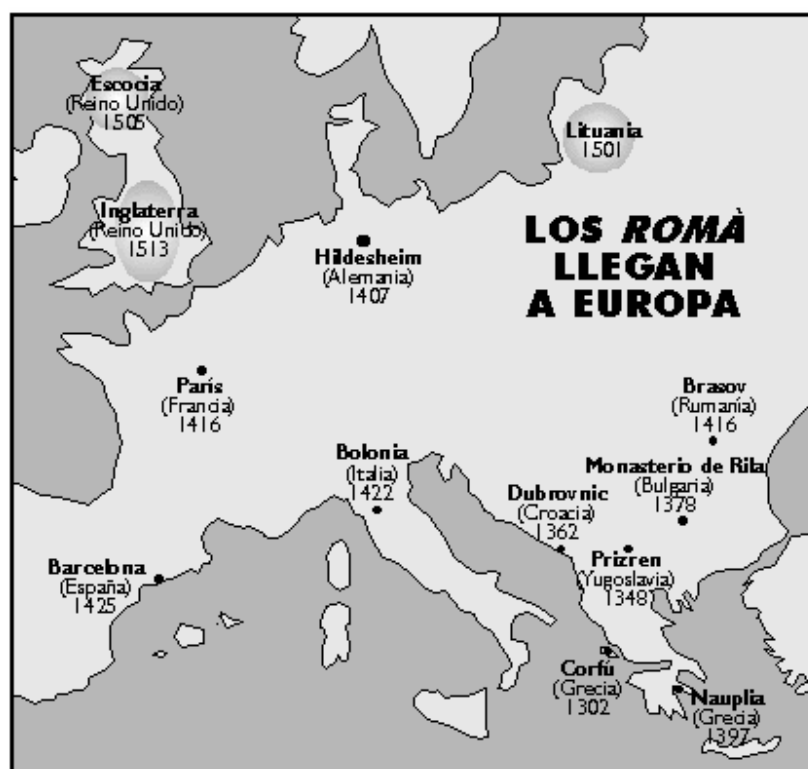 Escocia
(Reino Unido)
1505
Lituania
1501
Inglaterra
(Reino Unido)
1513
LOS ROMÀ
LLEGAN
A EUROPA
Hildesheim
(Alemania)
1407
París
(Francia)
1416
Brasov
(Rumanía)
1416
Bolonia
(Italia)
1422
Monasterio de Rila
(Bulgaria)
1378
Dubrovnic
(Croacia)
1362
Prizren
(Yugoslavia)
1348
Barcelona
(España)
1425
Corfú
(Grecia)
1302
Nauplia
(Grecia)
1397